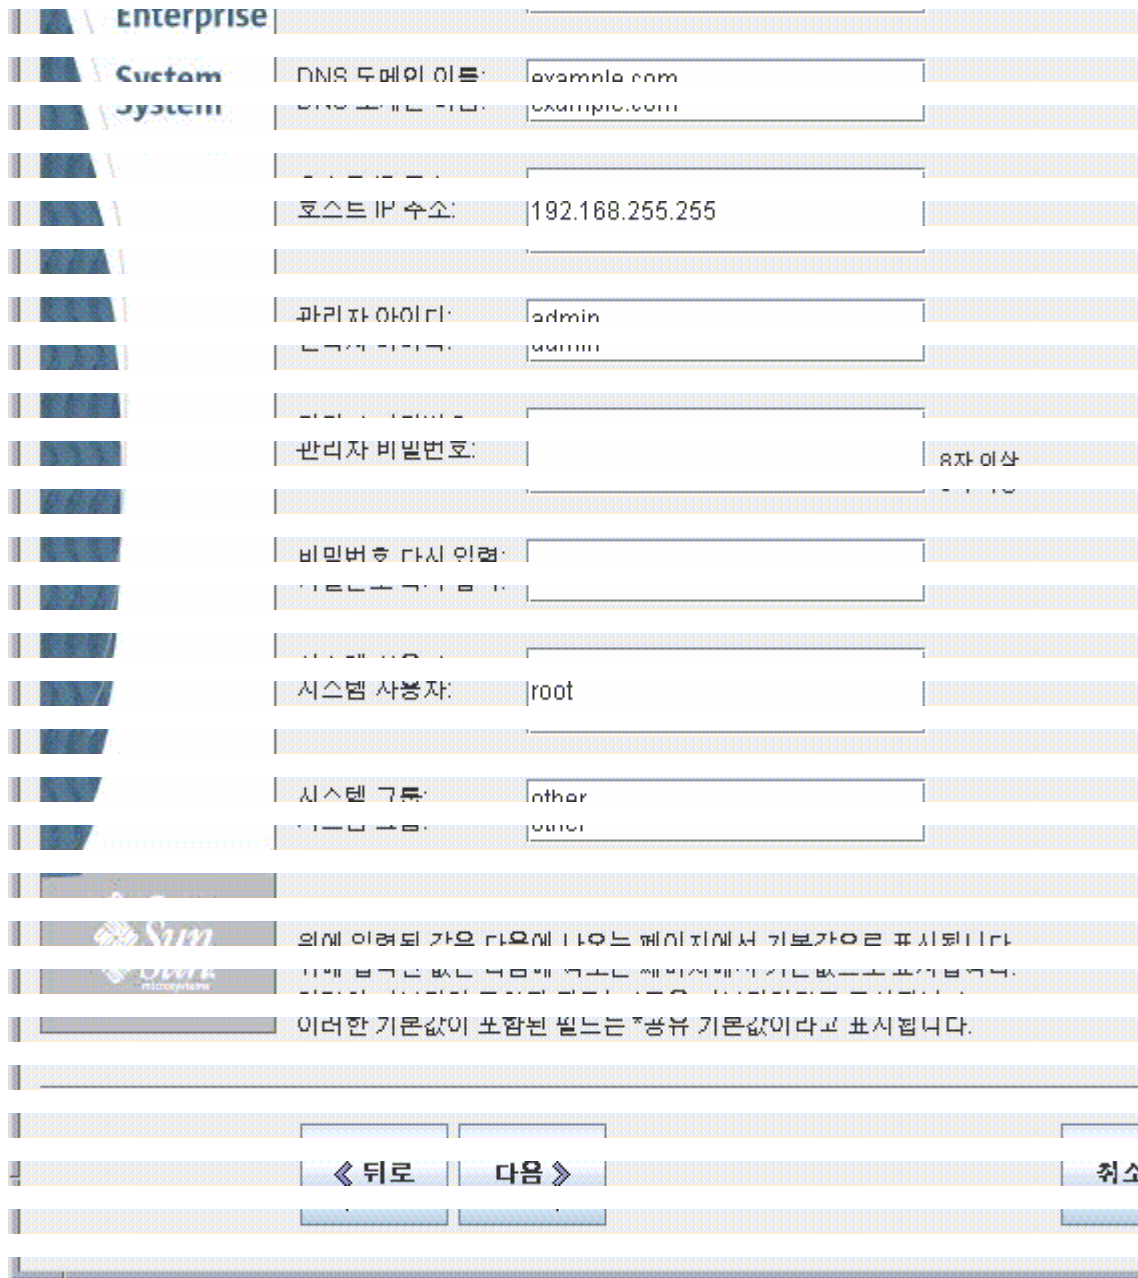 Enterprise
System
DNS 도메인 이름: example.com
호스트 IP 주소: 192.168.255.255
관리자 아이디: admin
관리자 비밀번호: 8자 이상
비밀번호 다시 입력:
시스템 사용자: root
시스템 그룹: other
Sun
microsystems
위에 입력된 값은 다음에 나오는 페이지에서 기본값으로 표시됩니다.
이러한 기본값이 포함된 필드는 *공유 기본값이라고 표시됩니다.
뒤로 다음 취소